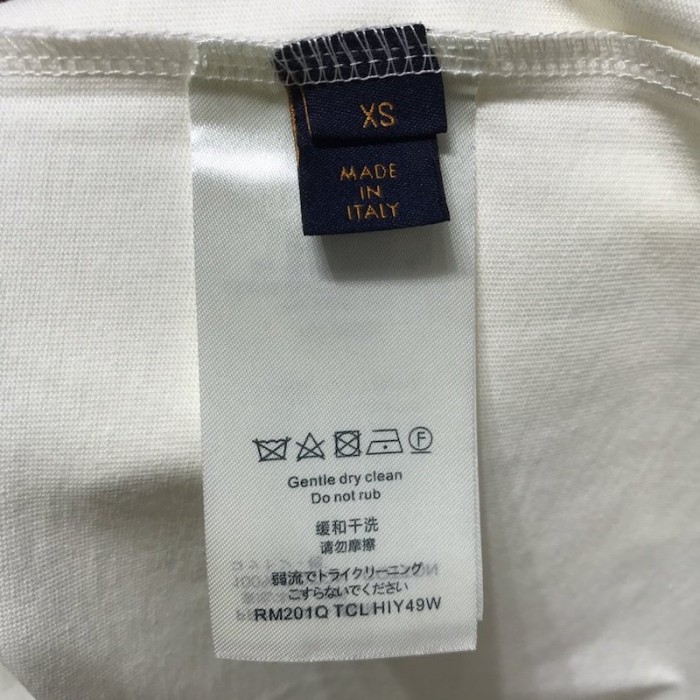 XS
MADE
IN
ITALY
F
Gentle dry clean
Do not rub
缓和干洗
请勿摩擦
弱流でトライクリーニング
こすらないでください
RM201Q TCL HIY49W